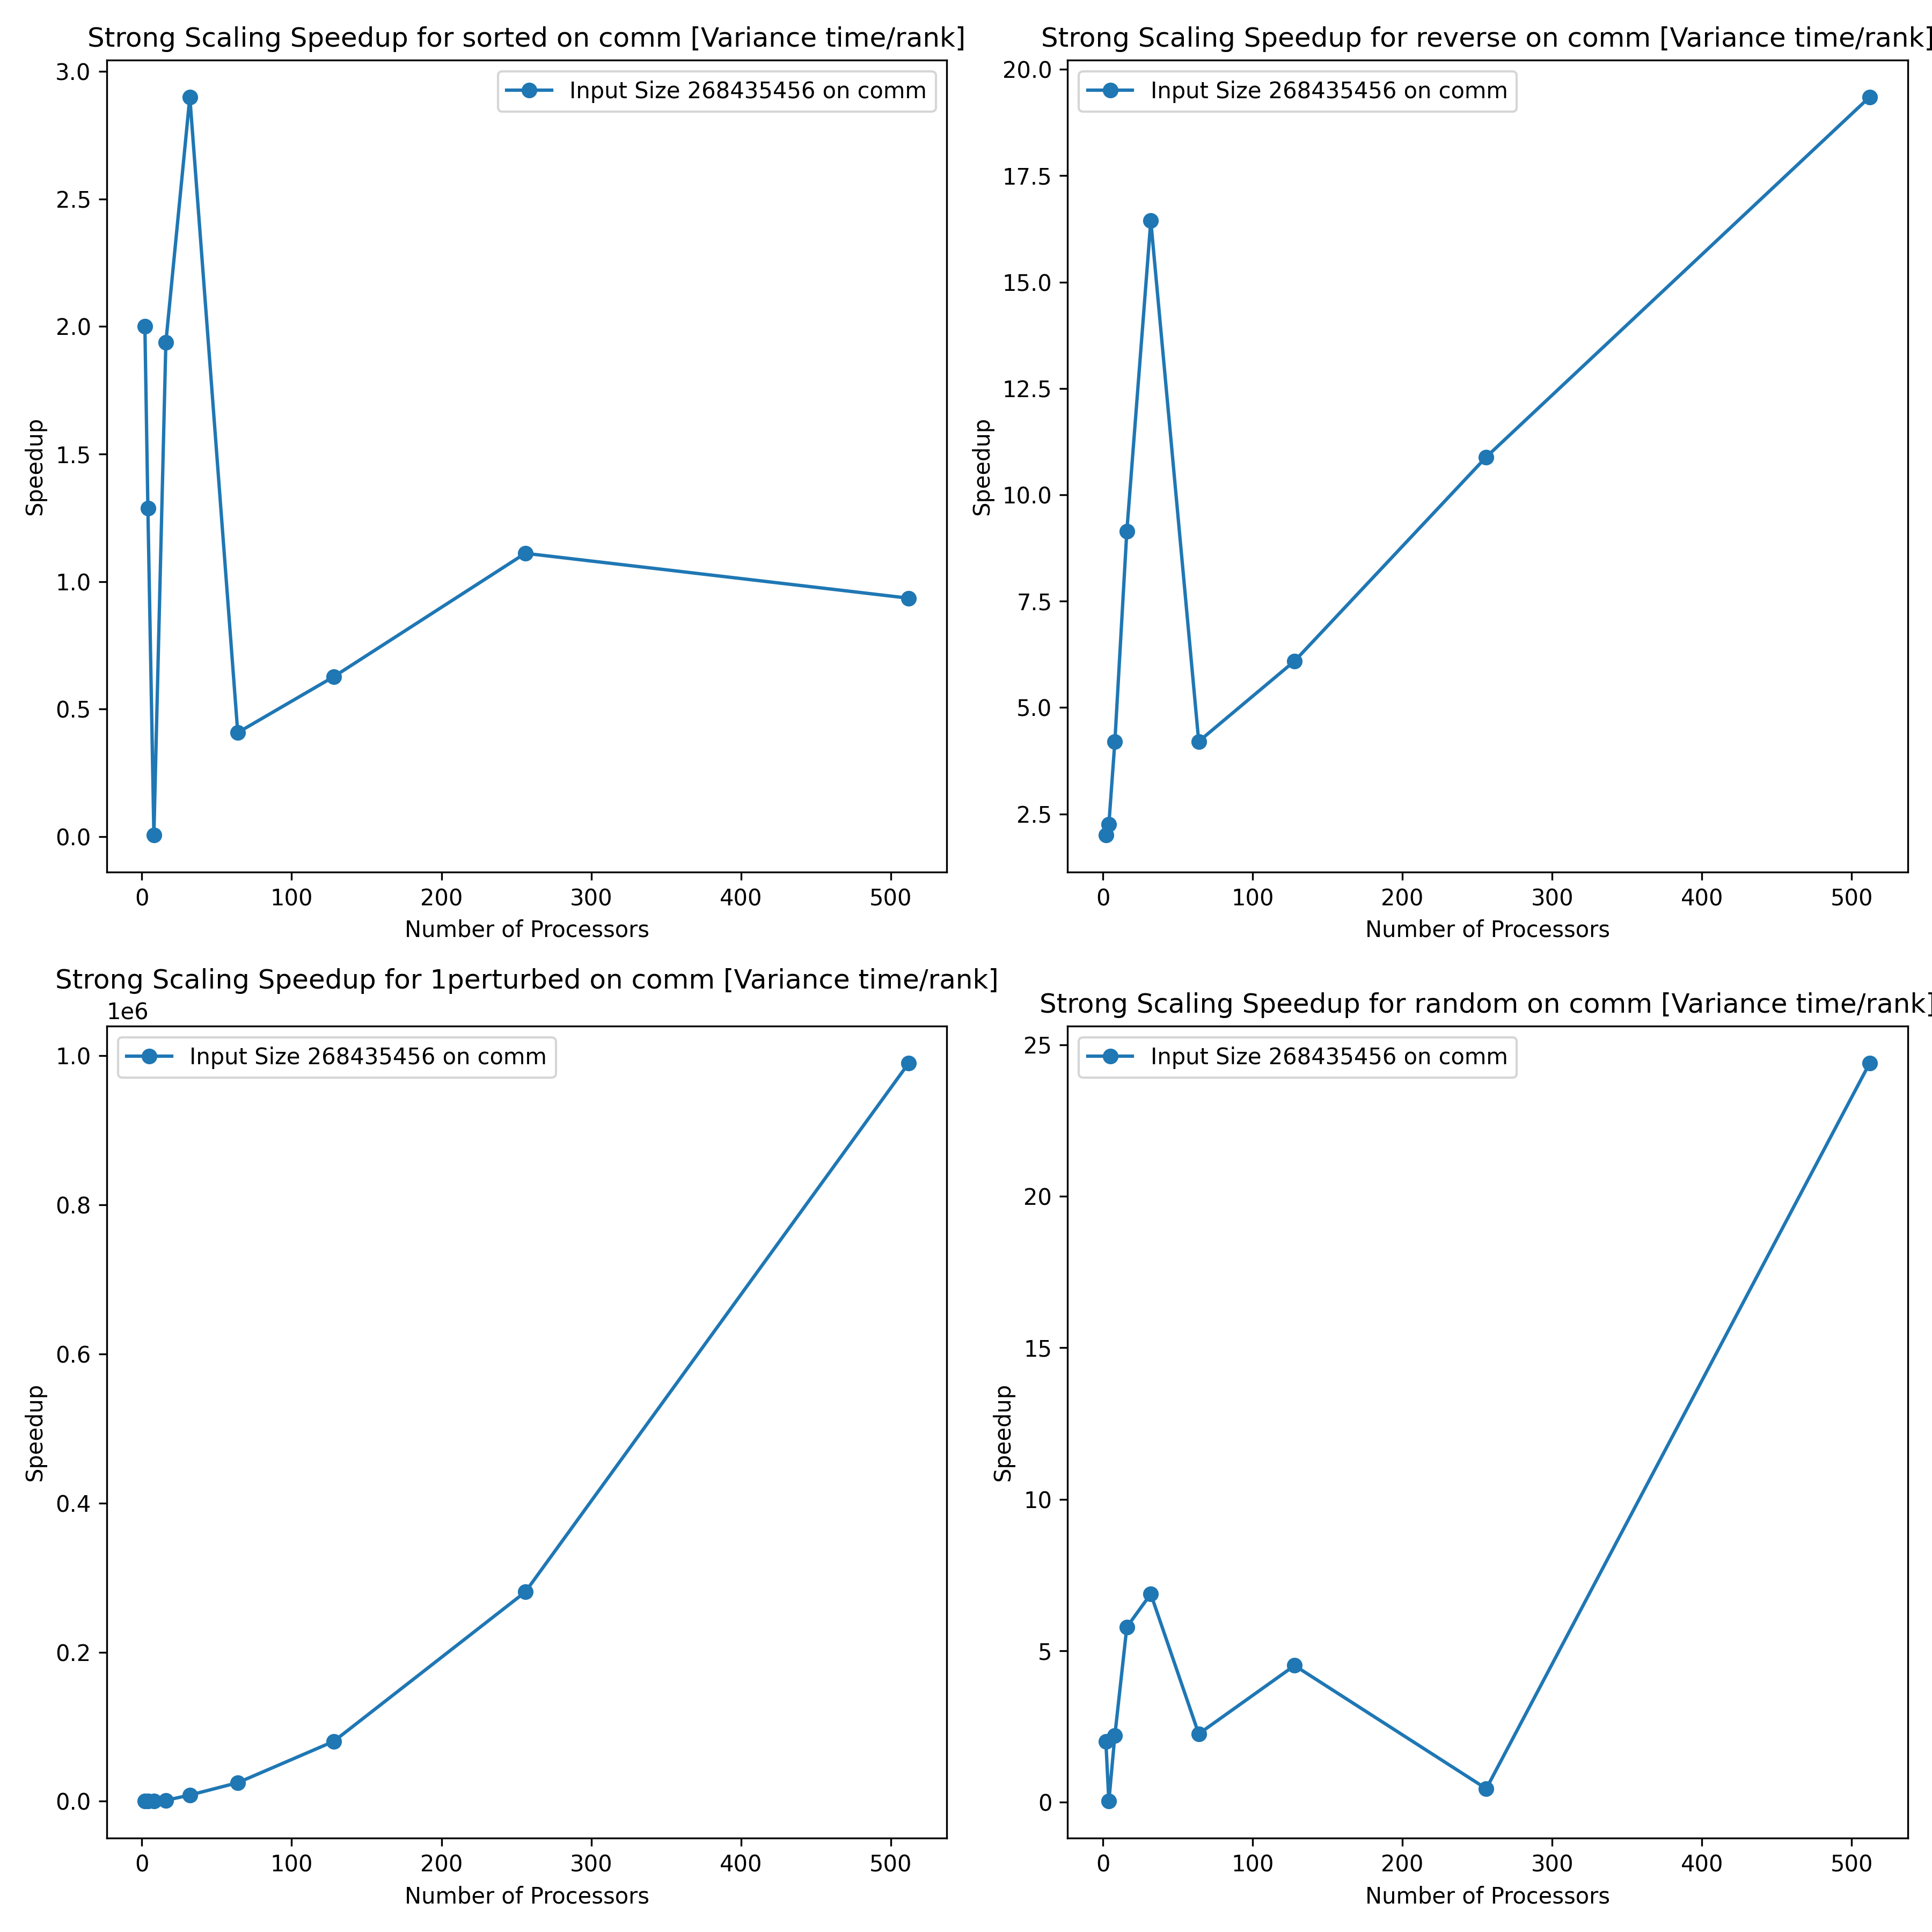 Strong Scaling Speedup for sorted on comm [Variance time/rank]
Input Size 268435456 on comm
3.0
2.5
2.0
1.5
1.0
0.5
0.0
Speedup
0 100 200 300 400 500
Number of Processors
Strong Scaling Speedup for reverse on comm [Variance time/rank]
Input Size 268435456 on comm
20.0
17.5
15.0
12.5
10.0
7.5
5.0
2.5
Speedup
0 100 200 300 400 500
Number of Processors
Strong Scaling Speedup for 1perturbed on comm [Variance time/rank]
1e6
Input Size 268435456 on comm
1.0
0.8
0.6
0.4
0.2
0.0
Speedup
0 100 200 300 400 500
Number of Processors
Strong Scaling Speedup for random on comm [Variance time/rank]
Input Size 268435456 on comm
25
20
15
10
5
0
Speedup
0 100 200 300 400 500
Number of Processors